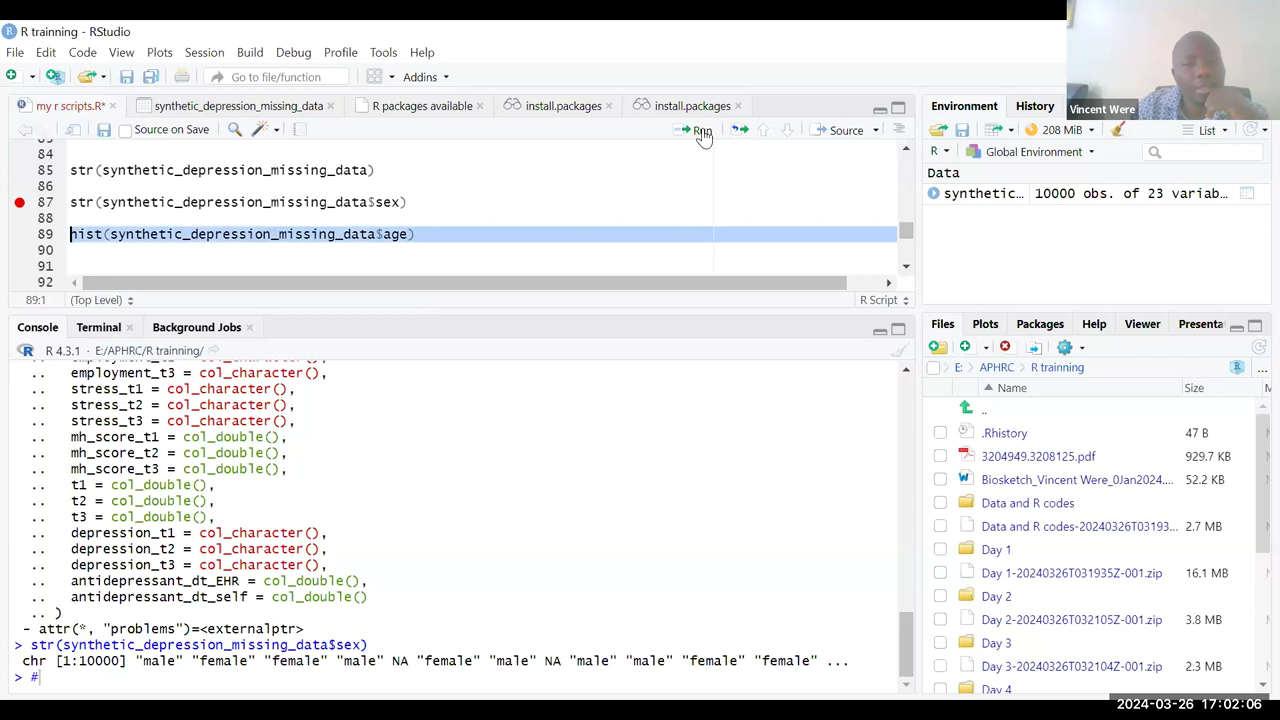 R trainning - RStudio
File Edit Code View Plots Session Build Debug Profile Tools Help
Go to file/function Addins
my r scripts.R* synthetic_depression_missing_data R packages available install.packages install.packages
Source on Save Run Source
84
85 str(synthetic_depression_missing_data)
86
87 str(synthetic_depression_missing_data$sex)
88
89 hist(synthetic_depression_missing_data$age)
90
91
92
89:1 (Top Level) R Script
Console Terminal Background Jobs
R 4.3.1 · E:/APHRC/R trainning/
.. employment_t3 = col_character(),
.. stress_t1 = col_character(),
.. stress_t2 = col_character(),
.. stress_t3 = col_character(),
.. mh_score_t1 = col_double(),
.. mh_score_t2 = col_double(),
.. mh_score_t3 = col_double(),
.. t1 = col_double(),
.. t2 = col_double(),
.. t3 = col_double(),
.. depression_t1 = col_character(),
.. depression_t2 = col_character(),
.. depression_t3 = col_character(),
.. antidepressant_dt_EHR = col_double(),
.. antidepressant_dt_self = col_double()
.. )
- attr(*, "problems")=<externalptr>
> str(synthetic_depression_missing_data$sex)
chr [1:10000] "male" "female" "female" "male" NA "female" "male" NA "male" "male" "female" "female" ...
> #
Vincent Were
Environment History
208 MiB List
R Global Environment
Data
synthetic... 10000 obs. of 23 variab...
Files Plots Packages Help Viewer Presenta
E: APHRC R trainning ...
Name Size M
..
.Rhistory 47 B
3204949.3208125.pdf 929.7 KB
Biosketch_Vincent Were_0Jan2024.... 52.2 KB
Data and R codes
Data and R codes-20240326T03193... 2.7 MB
Day 1
Day 1-20240326T031935Z-001.zip 16.1 MB
Day 2
Day 2-20240326T032105Z-001.zip 3.8 MB
Day 3
Day 3-20240326T032104Z-001.zip 2.3 MB
Day 4
2024-03-26 17:02:06